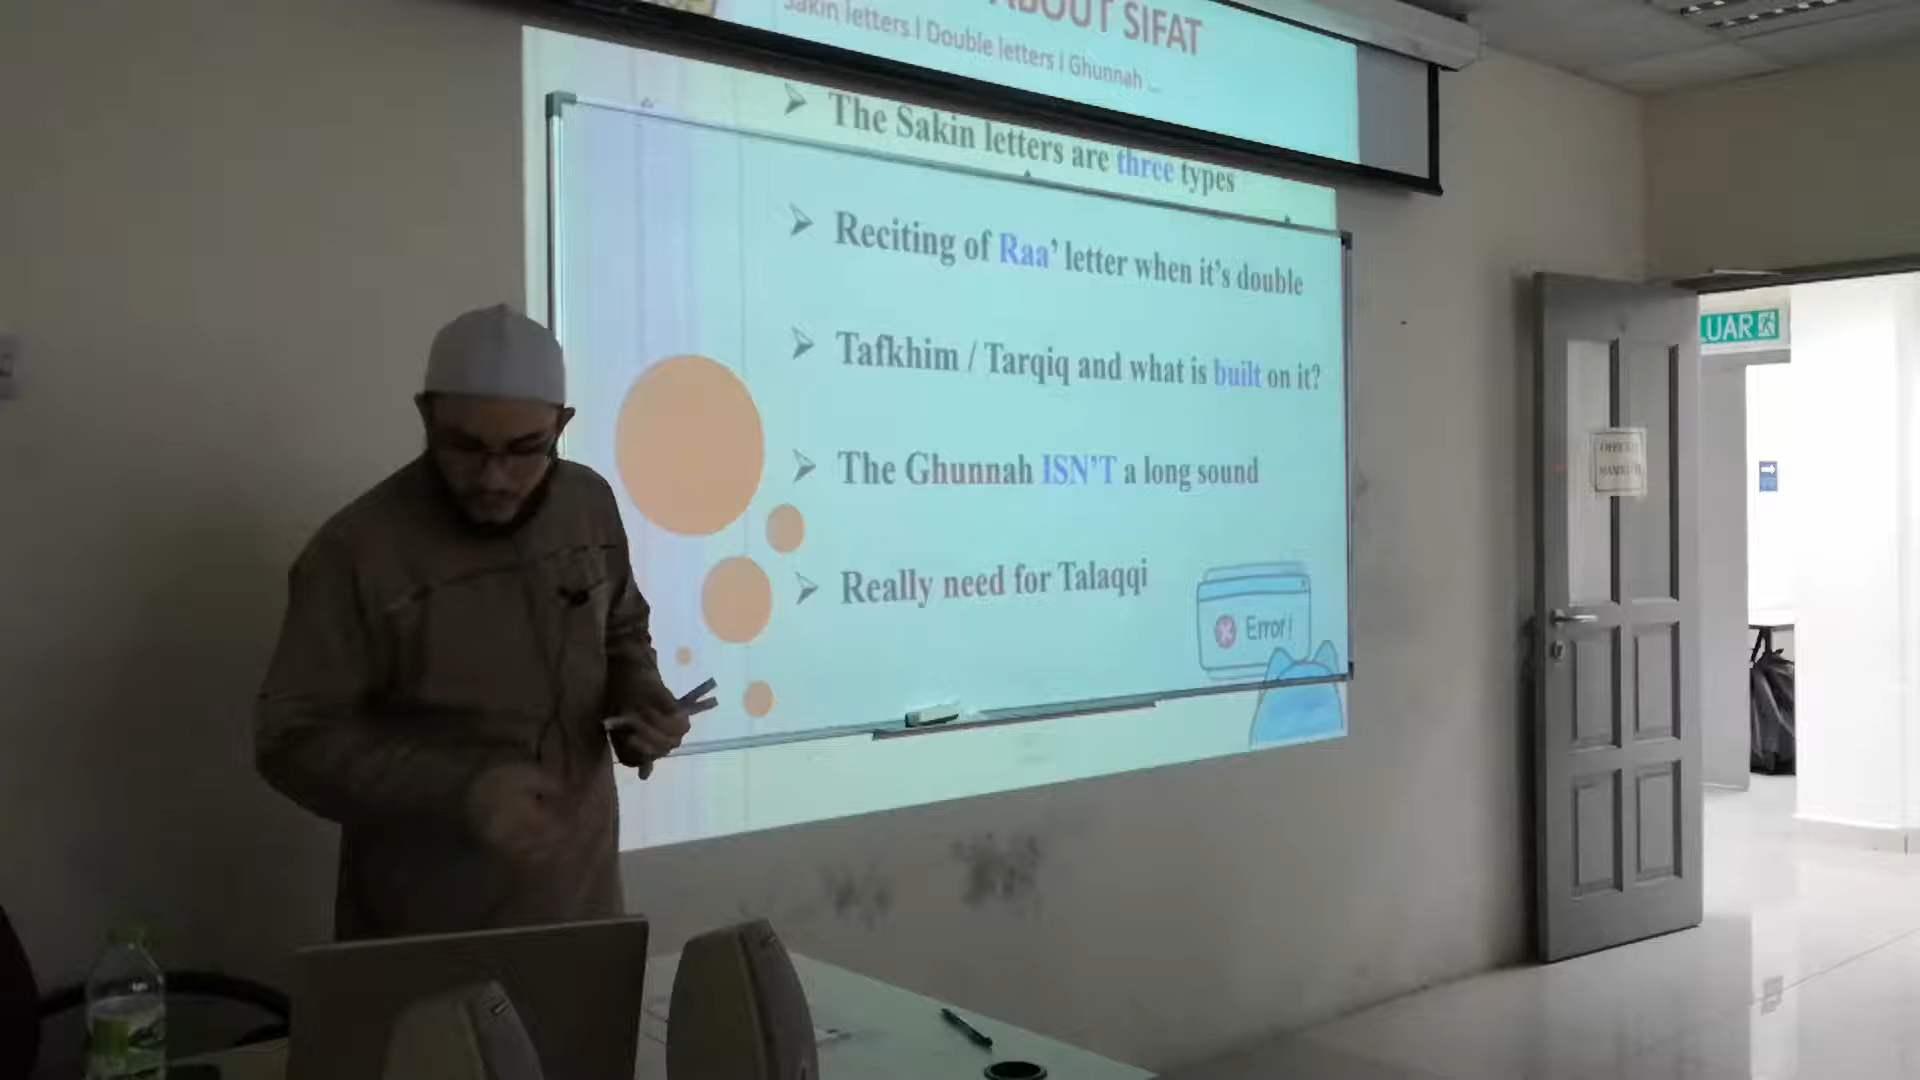 ABOUT SIFAT
Sakin letters I Double letters I Ghunnah ...
The Sakin letters are three types
Reciting of Raa' letter when it's double
Tafkhim / Tarqiq and what is built on it?
The Ghunnah ISN'T a long sound
Really need for Talaqqi
Error!
LUAR